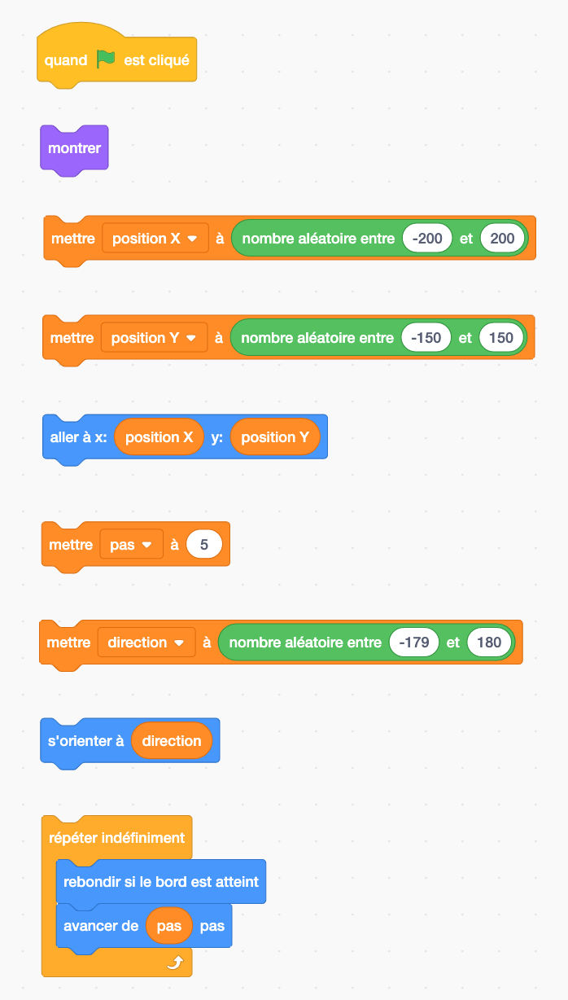 quand est cliqué
montrer
mettre position X à nombre aléatoire entre -200 et 200
mettre position Y à nombre aléatoire entre -150 et 150
aller à x: position X y: position Y
mettre pas à 5
mettre direction à nombre aléatoire entre -179 et 180
s'orienter à direction
répéter indéfiniment
rebondir si le bord est atteint
avancer de pas pas